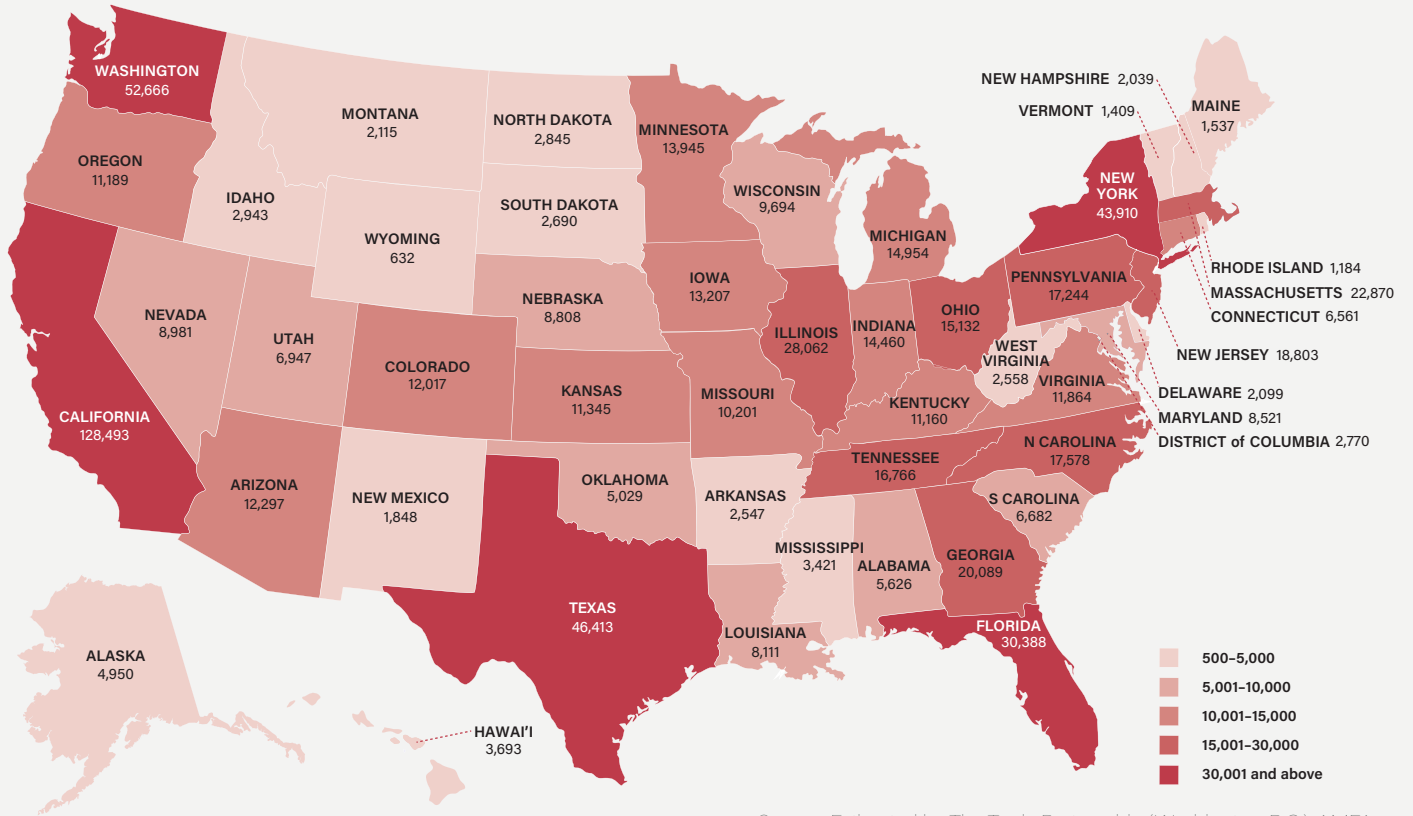 WASHINGTON
52,666
MONTANA
2,115
NORTH DAKOTA
2,845
MINNESOTA
13,945
NEW HAMPSHIRE 2,039
VERMONT 1,409
MAINE
1,537
OREGON
11,189
IDAHO
2,943
WYOMING
632
SOUTH DAKOTA
2,690
WISCONSIN
9,694
MICHIGAN
14,954
NEW
YORK
43,910
RHODE ISLAND 1,184
MASSACHUSETTS 22,870
CONNECTICUT 6,561
NEW JERSEY 18,803
DELAWARE 2,099
MARYLAND 8,521
DISTRICT of COLUMBIA 2,770
NEVADA
8,981
UTAH
6,947
COLORADO
12,017
NEBRASKA
8,808
IOWA
13,207
ILLINOIS
28,062
INDIANA
14,460
OHIO
15,132
PENNSYLVANIA
17,244
WEST
VIRGINIA
2,558
VIRGINIA
11,864
CALIFORNIA
128,493
KANSAS
11,345
MISSOURI
10,201
KENTUCKY
11,160
ARIZONA
12,297
NEW MEXICO
1,848
OKLAHOMA
5,029
ARKANSAS
2,547
TENNESSEE
16,766
N CAROLINA
17,578
S CAROLINA
6,682
MISSISSIPPI
3,421
ALABAMA
5,626
GEORGIA
20,089
TEXAS
46,413
LOUISIANA
8,111
FLORIDA
30,388
ALASKA
4,950
HAWAI'I
3,693
500–5,000
5,001–10,000
10,001–15,000
15,001–30,000
30,001 and above